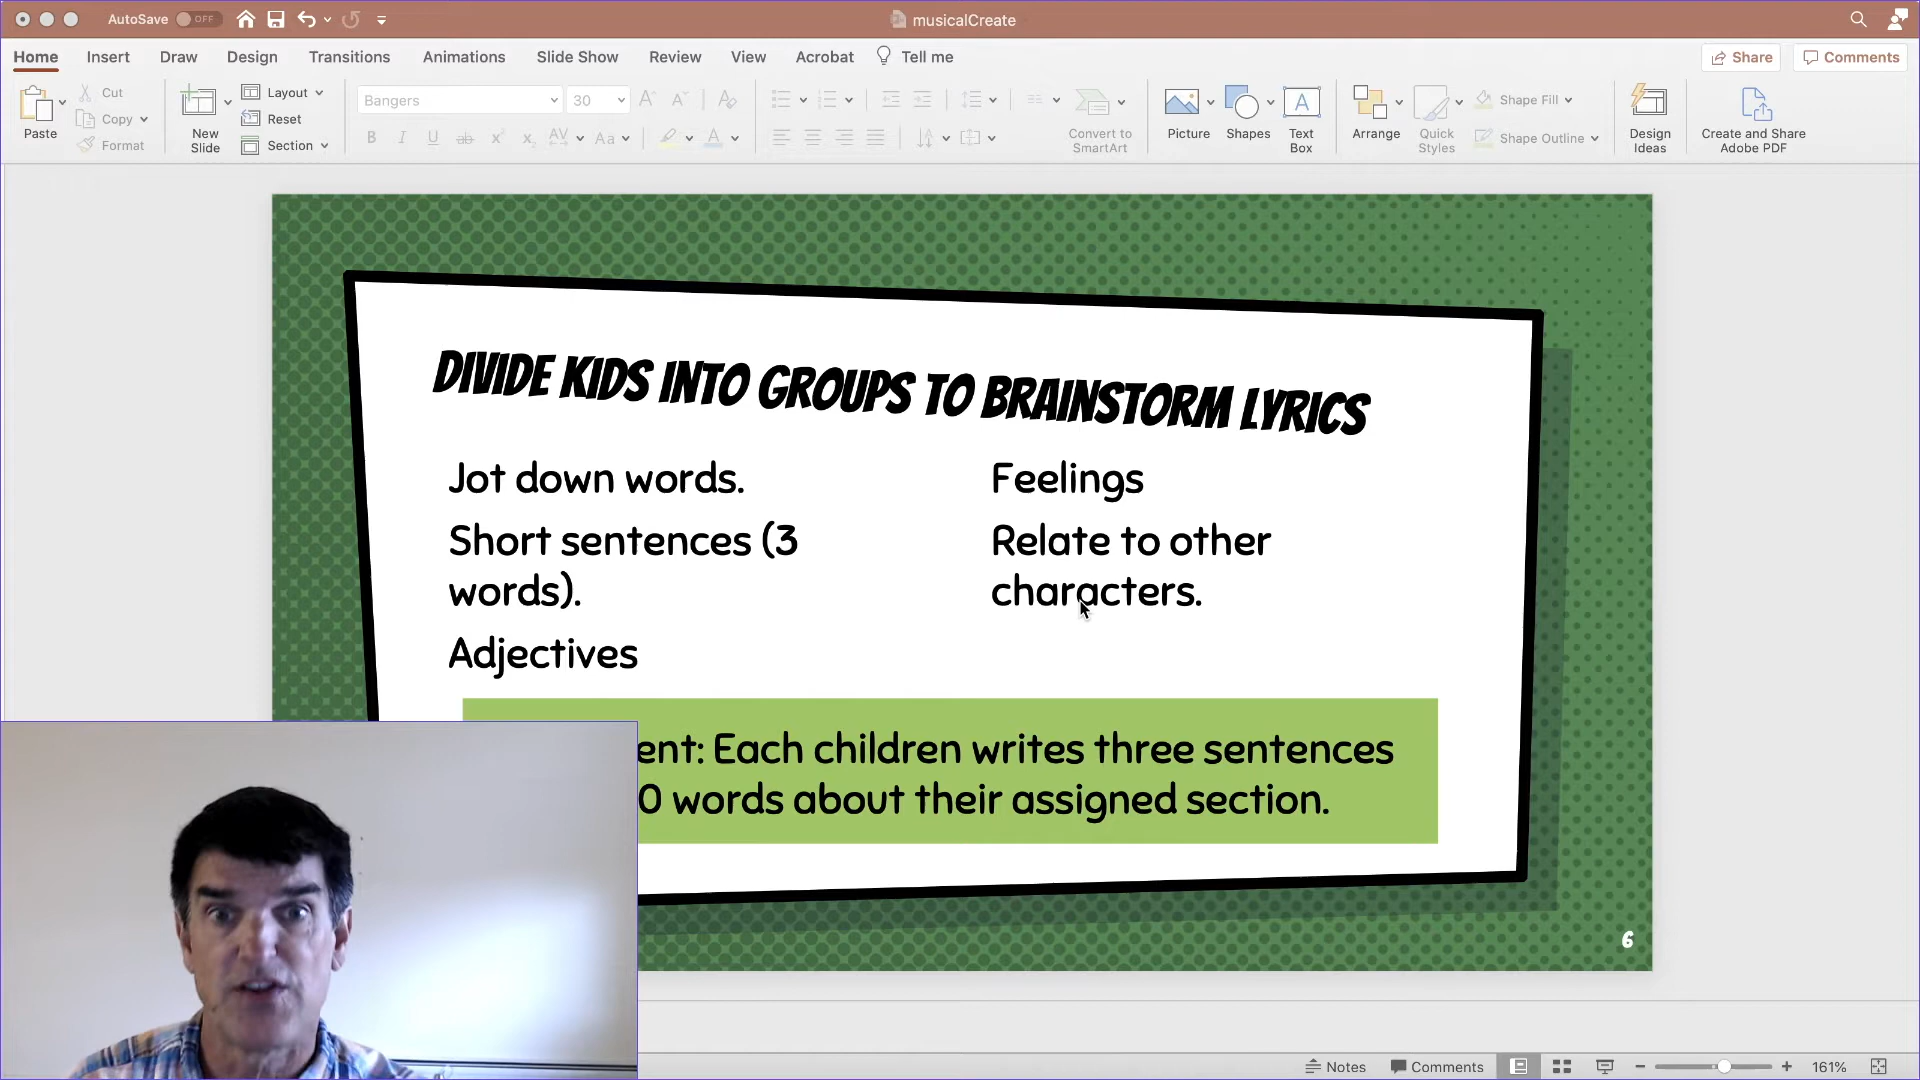 AutoSave OFF
musicalCreate
Home Insert Draw Design Transitions Animations Slide Show Review View Acrobat Tell me
Share Comments
Paste
Cut
Copy
Format
New
Slide
Layout
Reset
Section
Bangers 30
Convert to
SmartArt
Picture
Shapes
Text
Box
Arrange
Quick
Styles
Shape Fill
Shape Outline
Design
Ideas
Create and Share
Adobe PDF
DIVIDE KIDS INTO GROUPS TO BRAINSTORM LYRICS
Jot down words.
Short sentences (3
words).
Adjectives
Feelings
Relate to other
characters.
ent: Each children writes three sentences
0 words about their assigned section.
6
Notes Comments 161%